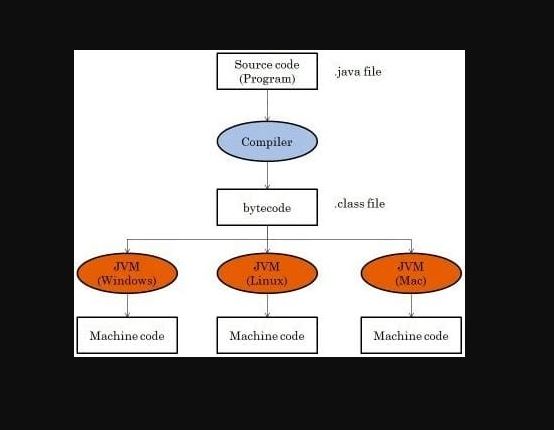 Source code
(Program)
.java file
Compiler
bytecode
.class file
JVM
(Windows)
JVM
(Linux)
JVM
(Mac)
Machine code
Machine code
Machine code